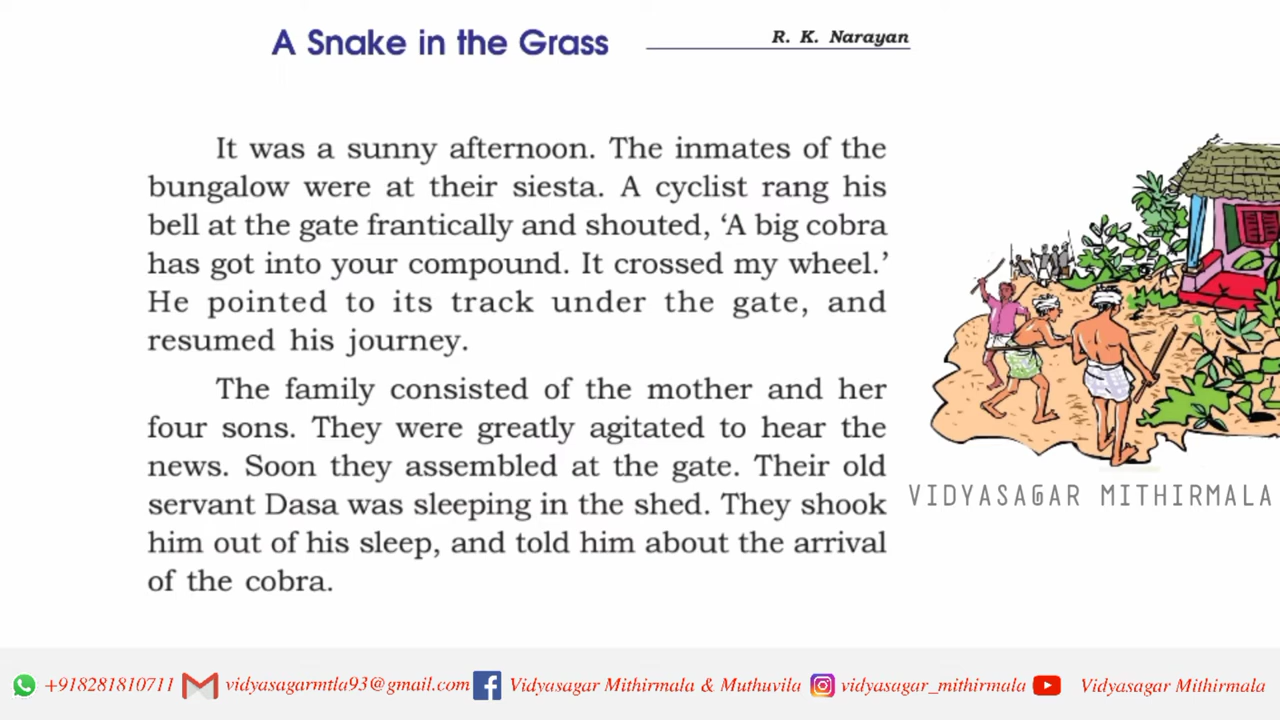 A Snake in the Grass
R. K. Narayan
It was a sunny afternoon. The inmates of the
bungalow were at their siesta. A cyclist rang his
bell at the gate frantically and shouted, ‘A big cobra
has got into your compound. It crossed my wheel.’
He pointed to its track under the gate, and
resumed his journey.
The family consisted of the mother and her
four sons. They were greatly agitated to hear the
news. Soon they assembled at the gate. Their old
servant Dasa was sleeping in the shed. They shook
him out of his sleep, and told him about the arrival
of the cobra.
VIDYASAGAR MITHIRMALA
+918281810711 vidyasagarmtla93@gmail.com Vidyasagar Mithirmala & Muthuvila vidyasagar_mithirmala Vidyasagar Mithirmala